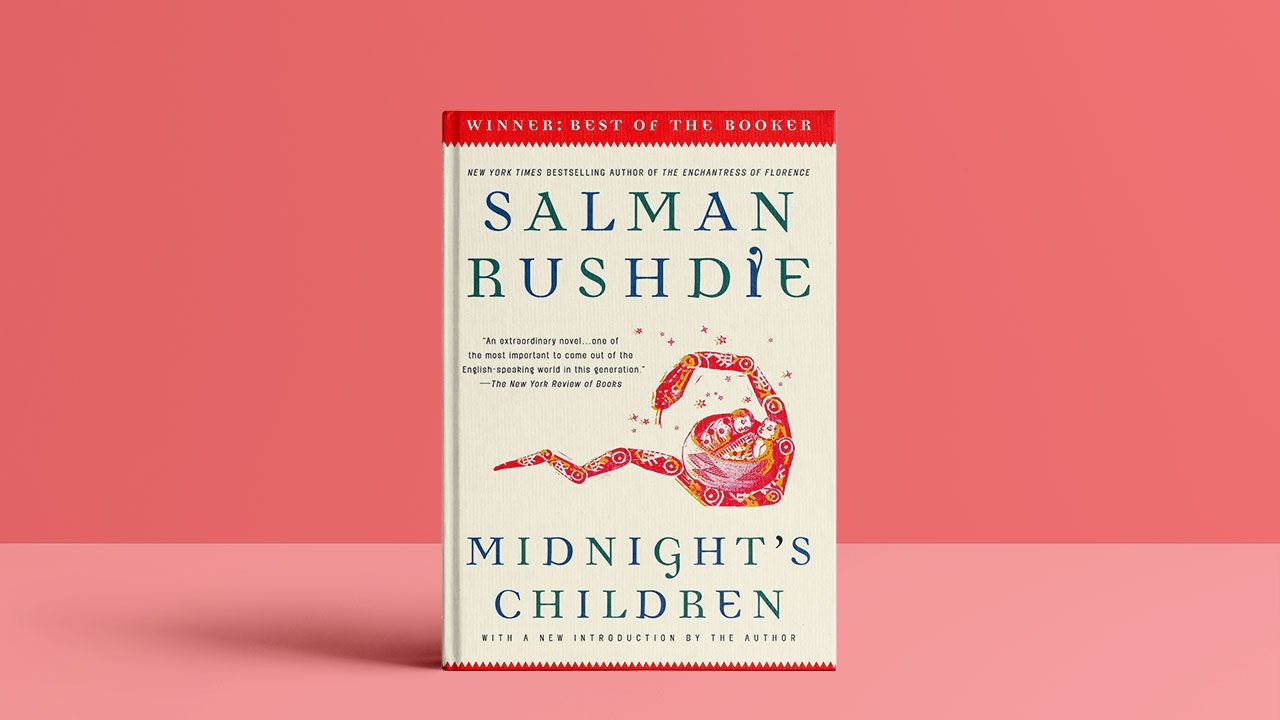 WINNER: BEST OF THE BOOKER
NEW YORK TIMES BESTSELLING AUTHOR OF THE ENCHANTRESS OF FLORENCE
SALMAN
RUSHDIE
"An extraordinary novel...one of
the most important to come out of the
English-speaking world in this generation."
—The New York Review of Books
MIDNIGHT'S
CHILDREN
WITH A NEW INTRODUCTION BY THE AUTHOR